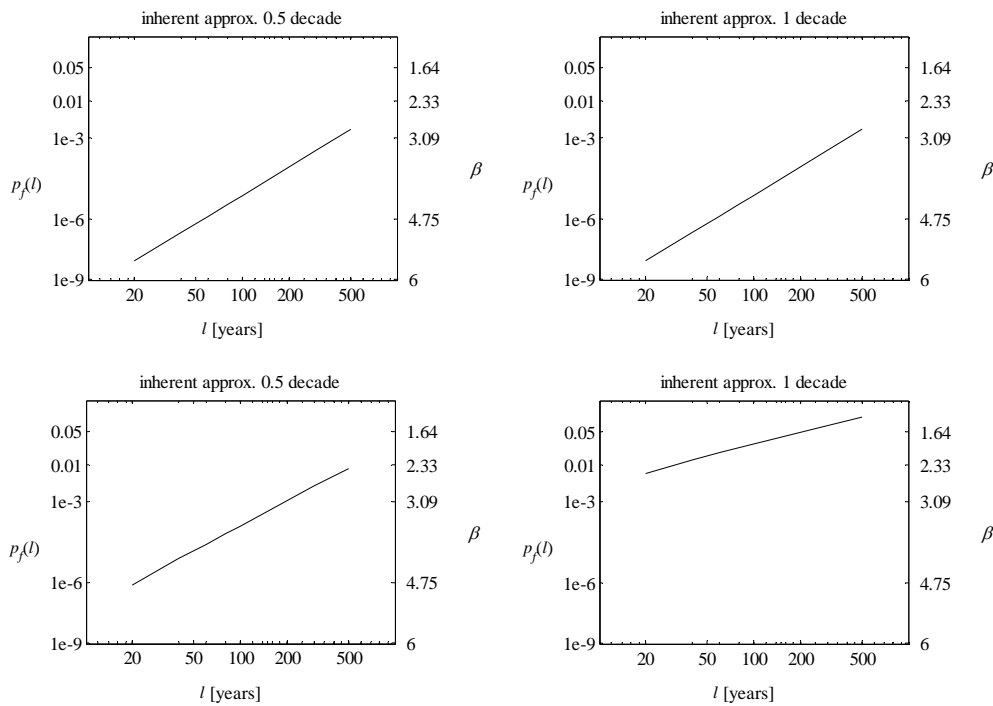 inherent approx. 0.5 decade
0.05
0.01
1e-3
p_f(l)
1e-6
1e-9
1.64
2.33
3.09
β
4.75
6
20 50 100 200 500
l [years]
inherent approx. 1 decade
0.05
0.01
1e-3
p_f(l)
1e-6
1e-9
1.64
2.33
3.09
β
4.75
6
20 50 100 200 500
l [years]
inherent approx. 0.5 decade
0.05
0.01
1e-3
p_f(l)
1e-6
1e-9
1.64
2.33
3.09
β
4.75
6
20 50 100 200 500
l [years]
inherent approx. 1 decade
0.05
0.01
1e-3
p_f(l)
1e-6
1e-9
1.64
2.33
3.09
β
4.75
6
20 50 100 200 500
l [years]